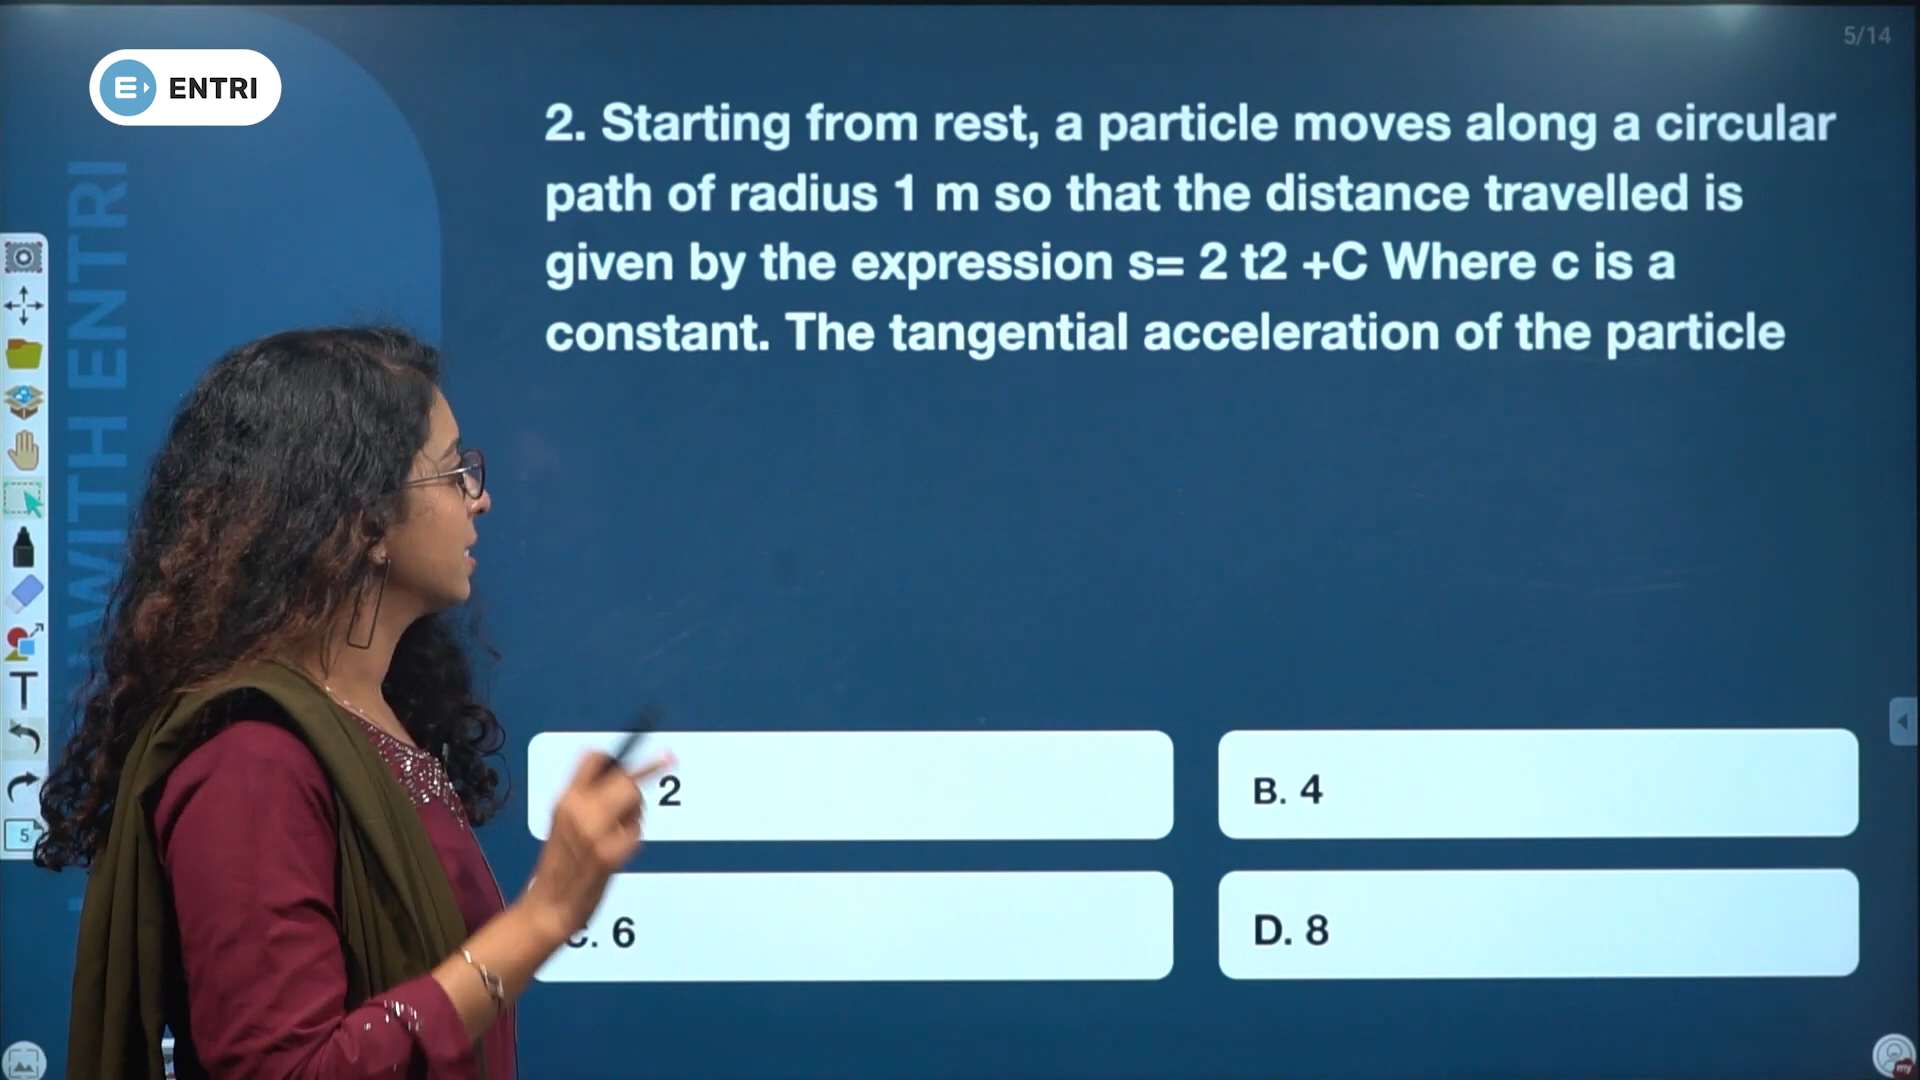 5/14
ENTRI
WITH ENTRI
2. Starting from rest, a particle moves along a circular
path of radius 1 m so that the distance travelled is
given by the expression s= 2 t2 +C Where c is a
constant. The tangential acceleration of the particle
2
B. 4
C. 6
D. 8
T
5